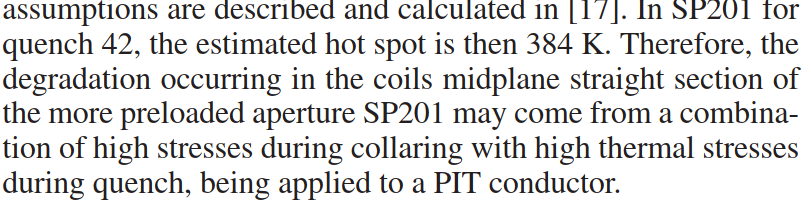 assumptions are described and calculated in [17]. In SP201 for
quench 42, the estimated hot spot is then 384 K. Therefore, the
degradation occurring in the coils midplane straight section of
the more preloaded aperture SP201 may come from a combina-
tion of high stresses during collaring with high thermal stresses
during quench, being applied to a PIT conductor.